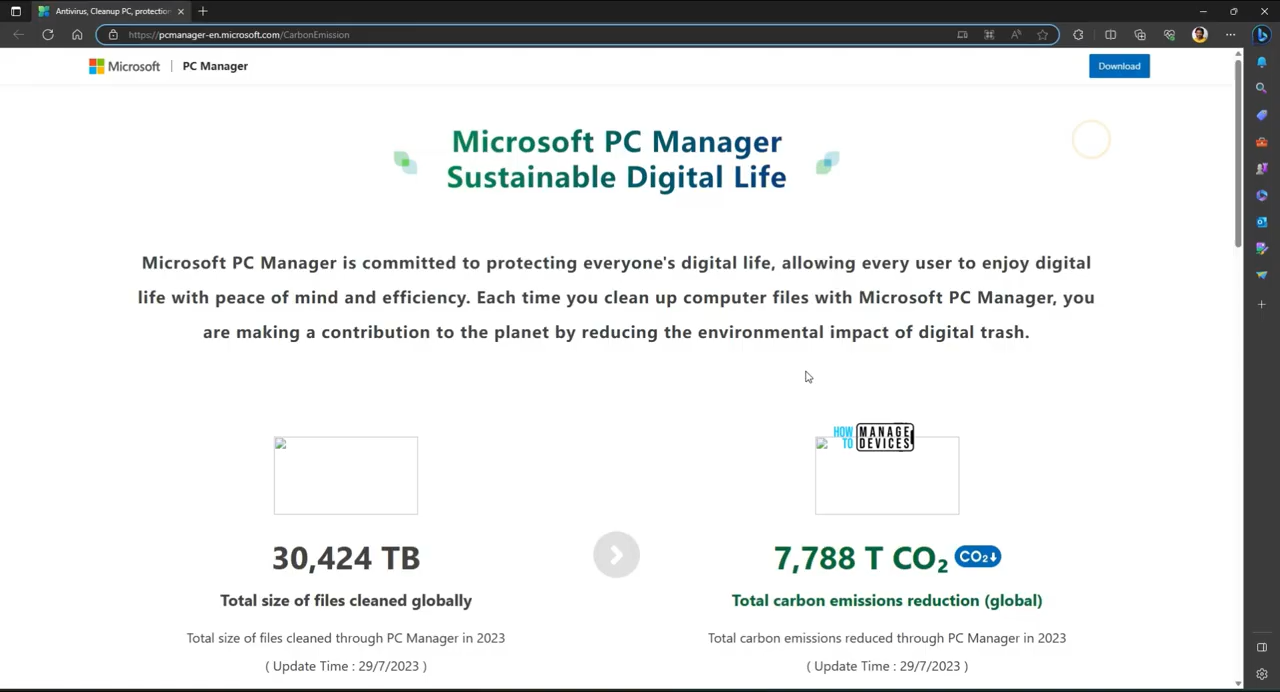 Antivirus, Cleanup PC, protection
https://pcmanager-en.microsoft.com/CarbonEmission
Microsoft | PC Manager
Download
Microsoft PC Manager
Sustainable Digital Life
Microsoft PC Manager is committed to protecting everyone's digital life, allowing every user to enjoy digital
life with peace of mind and efficiency. Each time you clean up computer files with Microsoft PC Manager, you
are making a contribution to the planet by reducing the environmental impact of digital trash.
HOW TO MANAGE DEVICES
30,424 TB
7,788 T CO₂ CO₂↓
Total size of files cleaned globally
Total carbon emissions reduction (global)
Total size of files cleaned through PC Manager in 2023
Total carbon emissions reduced through PC Manager in 2023
( Update Time : 29/7/2023 )
( Update Time : 29/7/2023 )